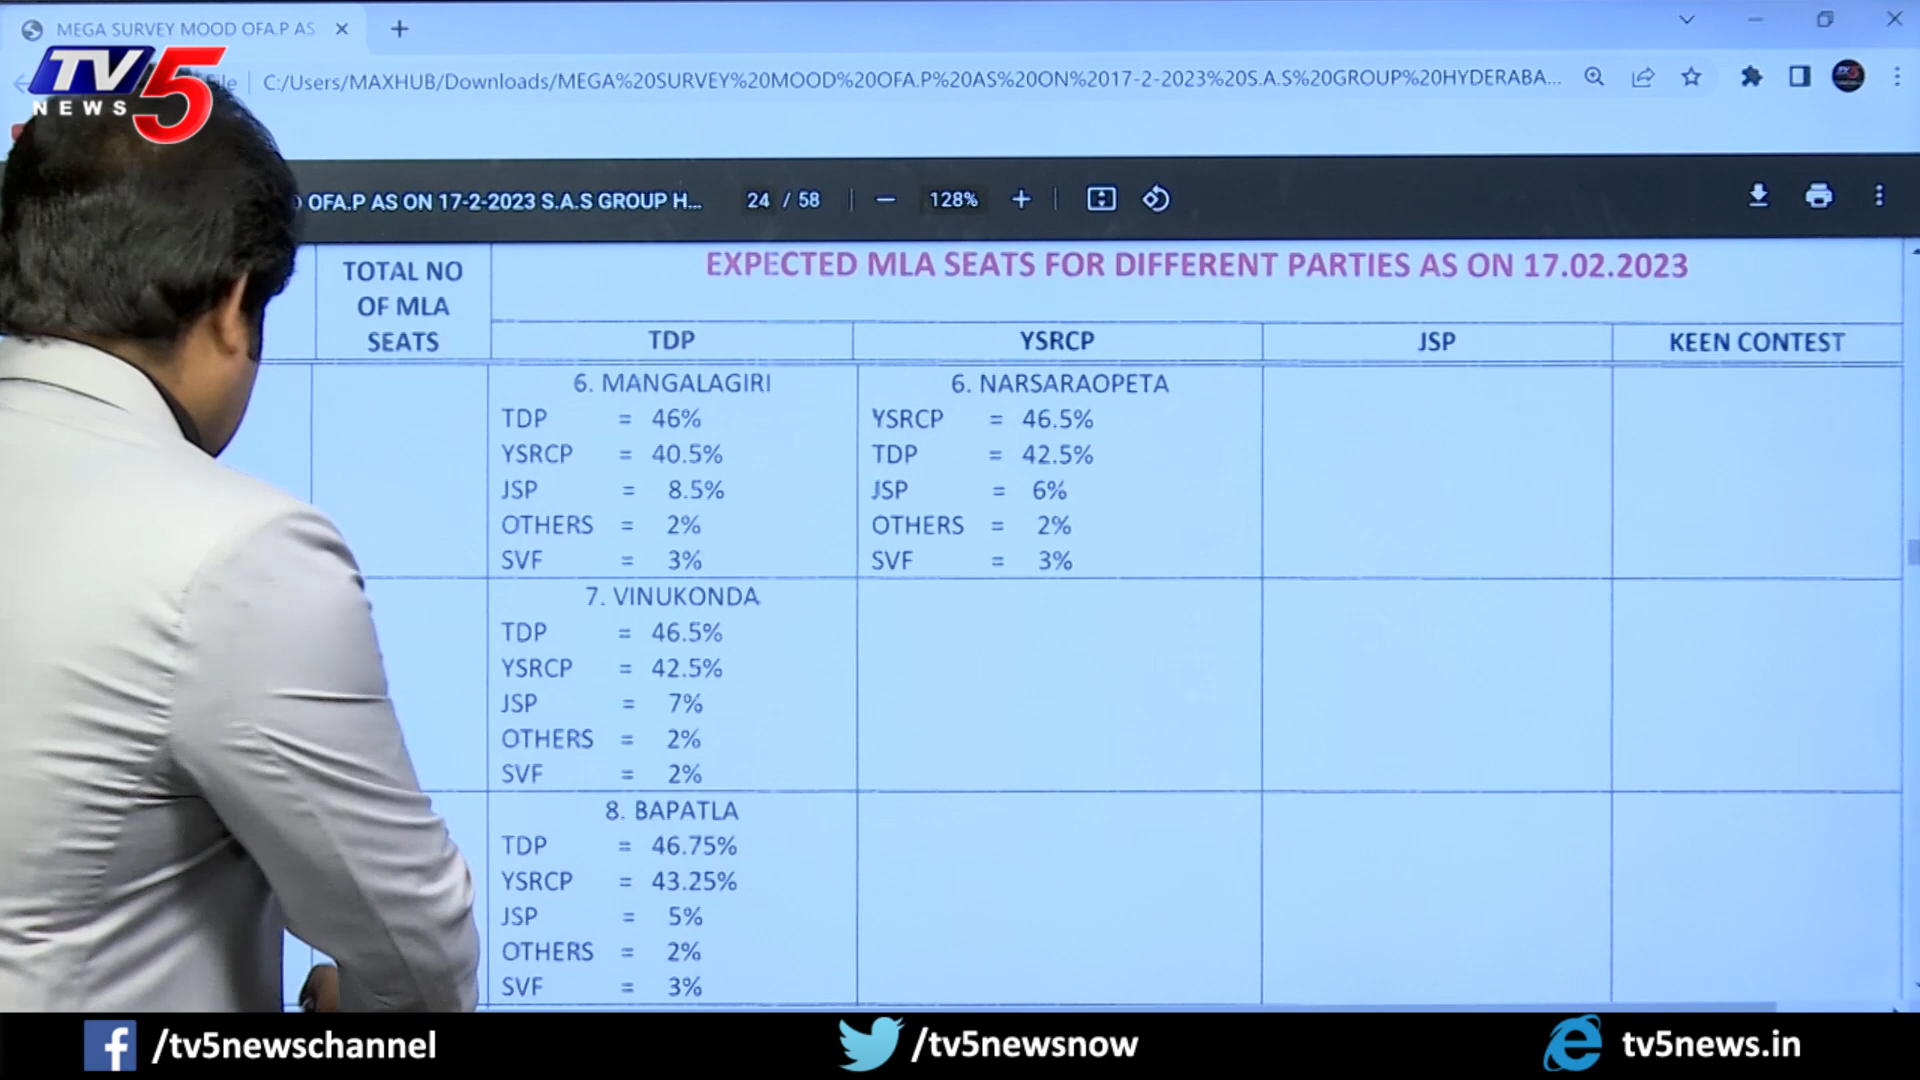 MEGA SURVEY MOOD OFA.P AS
TV5
NEWS
File C:/Users/MAXHUB/Downloads/MEGA%20SURVEY%20MOOD%20OFA.P%20AS%20ON%2017-2-2023%20S.A.S%20GROUP%20HYDERABA...
OFA.P AS ON 17-2-2023 S.A.S GROUP H... 24 / 58 128%
TOTAL NO
OF MLA
SEATS
EXPECTED MLA SEATS FOR DIFFERENT PARTIES AS ON 17.02.2023
TDP YSRCP JSP KEEN CONTEST
6. MANGALAGIRI
TDP = 46%
YSRCP = 40.5%
JSP = 8.5%
OTHERS = 2%
SVF = 3%
6. NARSARAOPETA
YSRCP = 46.5%
TDP = 42.5%
JSP = 6%
OTHERS = 2%
SVF = 3%
7. VINUKONDA
TDP = 46.5%
YSRCP = 42.5%
JSP = 7%
OTHERS = 2%
SVF = 2%
8. BAPATLA
TDP = 46.75%
YSRCP = 43.25%
JSP = 5%
OTHERS = 2%
SVF = 3%
/tv5newschannel
/tv5newsnow
tv5news.in